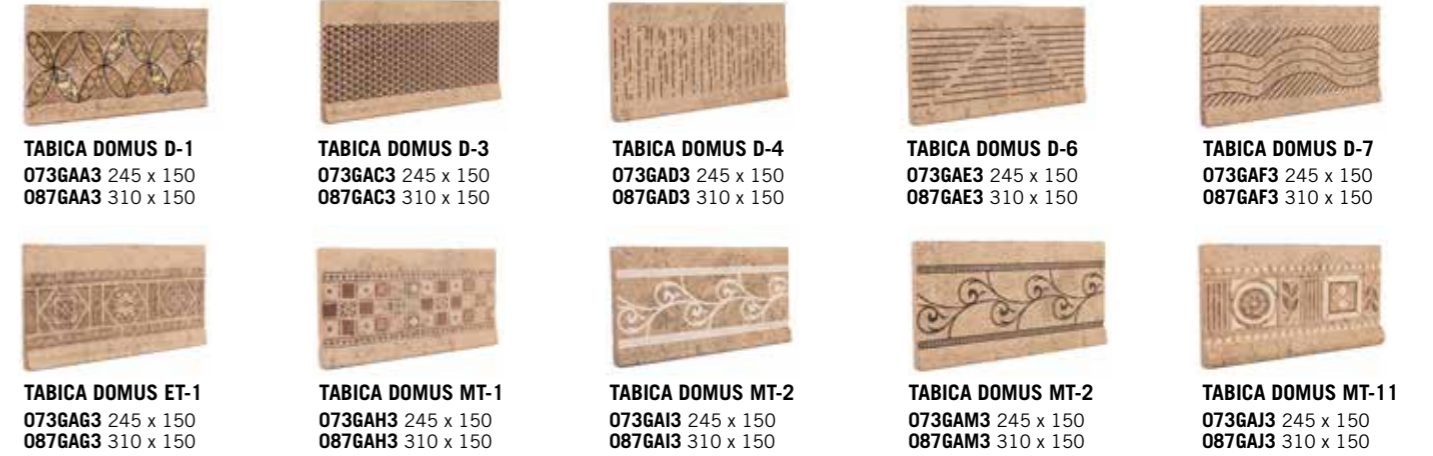 TABICA DOMUS D-1
073GAA3 245 x 150
087GAA3 310 x 150
TABICA DOMUS D-3
073GAC3 245 x 150
087GAC3 310 x 150
TABICA DOMUS D-4
073GAD3 245 x 150
087GAD3 310 x 150
TABICA DOMUS D-6
073GAE3 245 x 150
087GAE3 310 x 150
TABICA DOMUS D-7
073GAF3 245 x 150
087GAF3 310 x 150
TABICA DOMUS ET-1
073GAG3 245 x 150
087GAG3 310 x 150
TABICA DOMUS MT-1
073GAH3 245 x 150
087GAH3 310 x 150
TABICA DOMUS MT-2
073GAI3 245 x 150
087GAI3 310 x 150
TABICA DOMUS MT-2
073GAM3 245 x 150
087GAM3 310 x 150
TABICA DOMUS MT-11
073GAJ3 245 x 150
087GAJ3 310 x 150